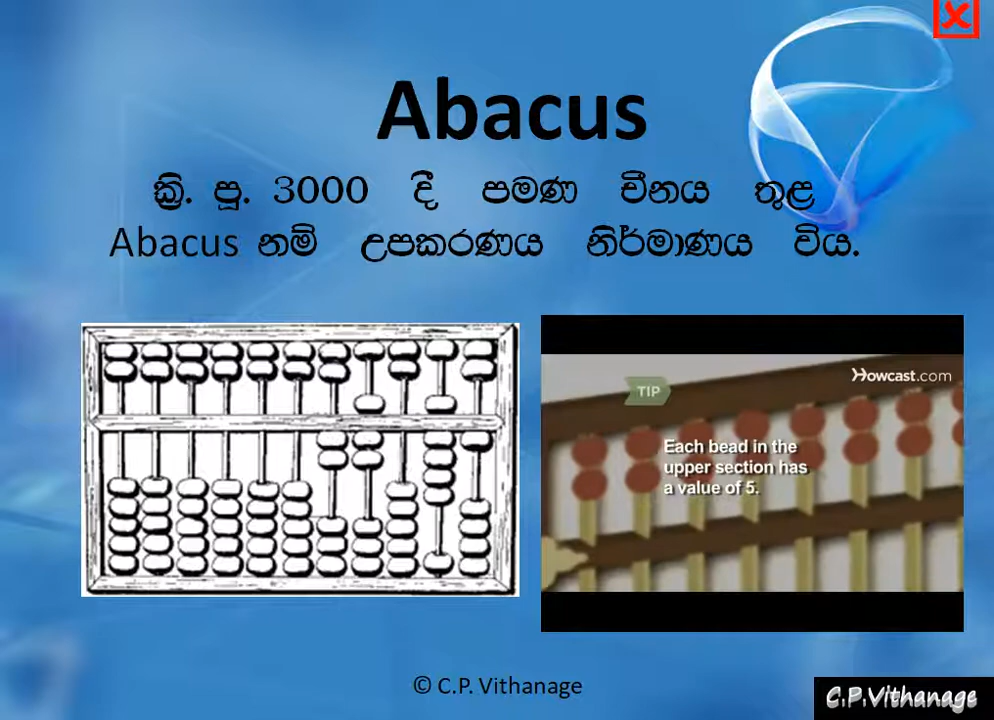 Abacus
ක්‍රි. පූ. 3000 දී පමණ චීනය තුළ
Abacus නම් උපකරණය නිර්මාණය විය.
Howcast.com
TIP
Each bead in the
upper section has
a value of 5.
© C.P. Vithanage
C.P.Vithanage